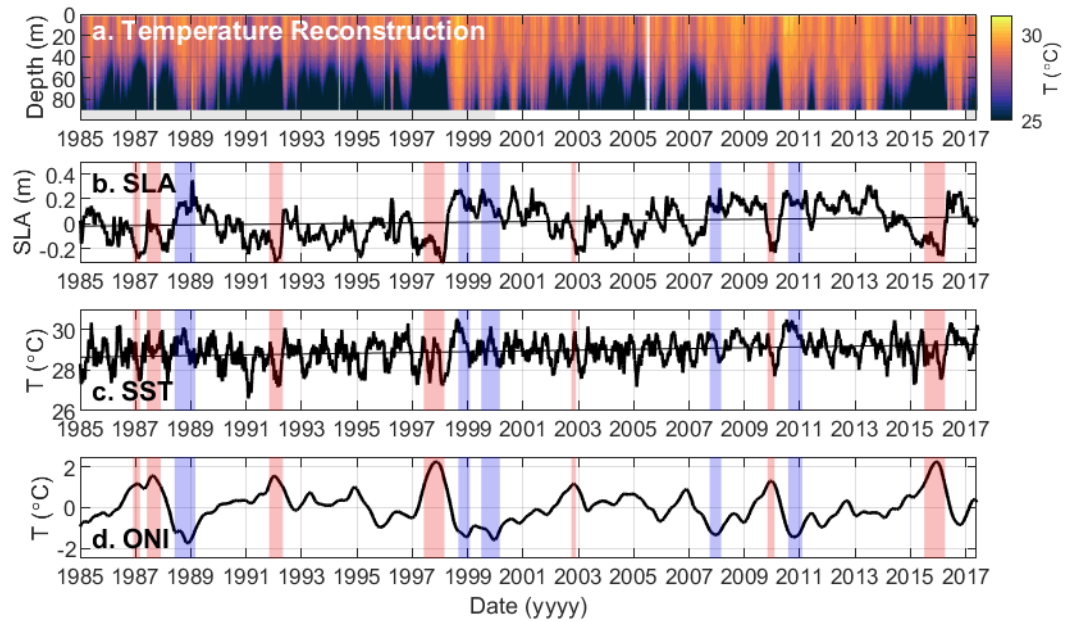 0
20
40
60
80
Depth (m)
a. Temperature Reconstruction
30
25
T (°C)
1985 1987 1989 1991 1993 1995 1997 1999 2001 2003 2005 2007 2009 2011 2013 2015 2017
0.4
0.2
0
-0.2
SLA (m)
b. SLA
1985 1987 1989 1991 1993 1995 1997 1999 2001 2003 2005 2007 2009 2011 2013 2015 2017
30
28
26
T (°C)
c. SST
1985 1987 1989 1991 1993 1995 1997 1999 2001 2003 2005 2007 2009 2011 2013 2015 2017
2
0
-2
T (°C)
d. ONI
1985 1987 1989 1991 1993 1995 1997 1999 2001 2003 2005 2007 2009 2011 2013 2015 2017
Date (yyyy)